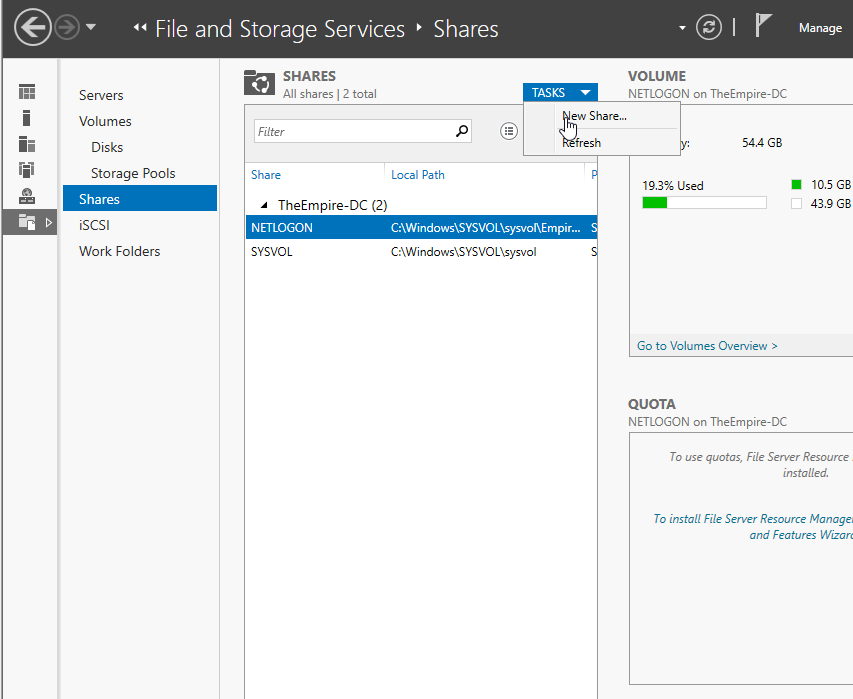 File and Storage Services ‣ Shares
Manage
Servers
Volumes
Disks
Storage Pools
Shares
iSCSI
Work Folders
SHARES
All shares | 2 total
TASKS
New Share...
Refresh
Filter
Share Local Path P
TheEmpire-DC (2)
NETLOGON C:\Windows\SYSVOL\sysvol\Empir... S
SYSVOL C:\Windows\SYSVOL\sysvol S
VOLUME
NETLOGON on TheEmpire-DC
y: 54.4 GB
19.3% Used
10.5 GB
43.9 GB
Go to Volumes Overview >
QUOTA
NETLOGON on TheEmpire-DC
To use quotas, File Server Resource
installed.
To install File Server Resource Manager
and Features Wizard